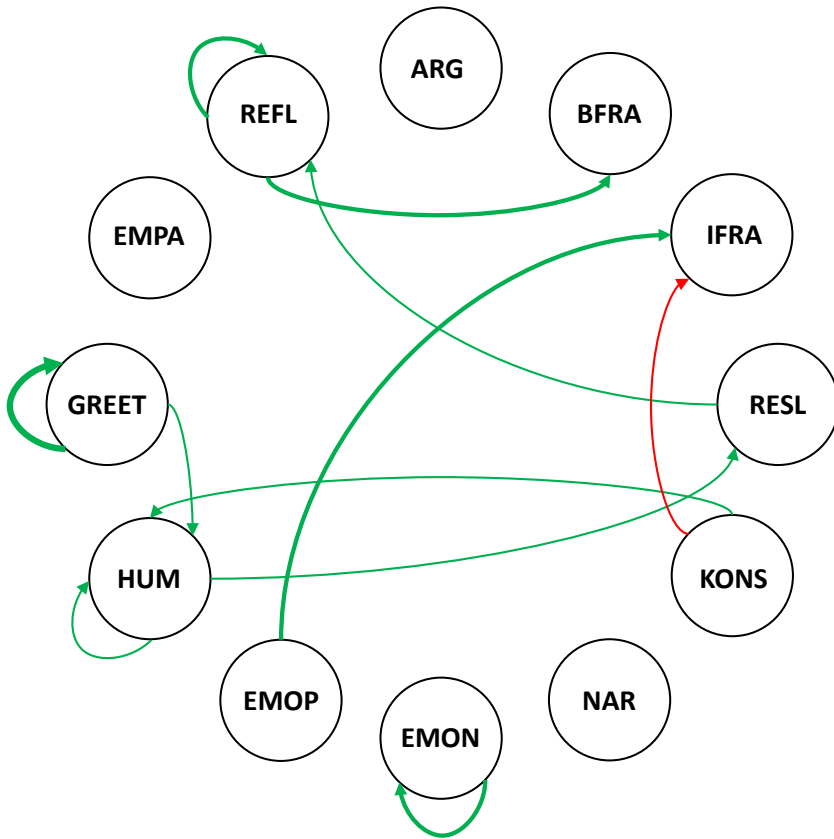 ARG
REFL
BFRA
EMPA
IFRA
GREET
RESL
HUM
KONS
EMOP
NAR
EMON